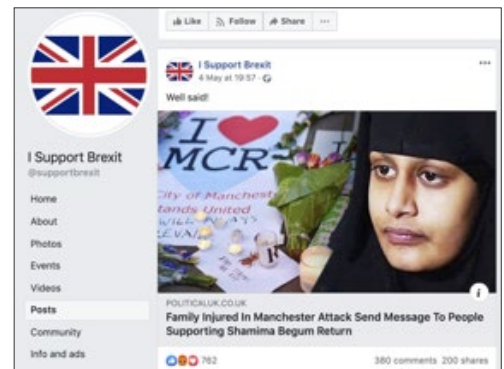 Like Follow Share ...
I Support Brexit
4 May at 19:57
Well said!
I
MCR
City of Manchest
tands United
I Support Brexit
@supportbrexit
Home
About
Photos
Events
Videos
Posts
Community
Info and ads
POLITICALUK.CO.UK
Family Injured In Manchester Attack Send Message To People
Supporting Shamima Begum Return
762
380 comments 200 shares